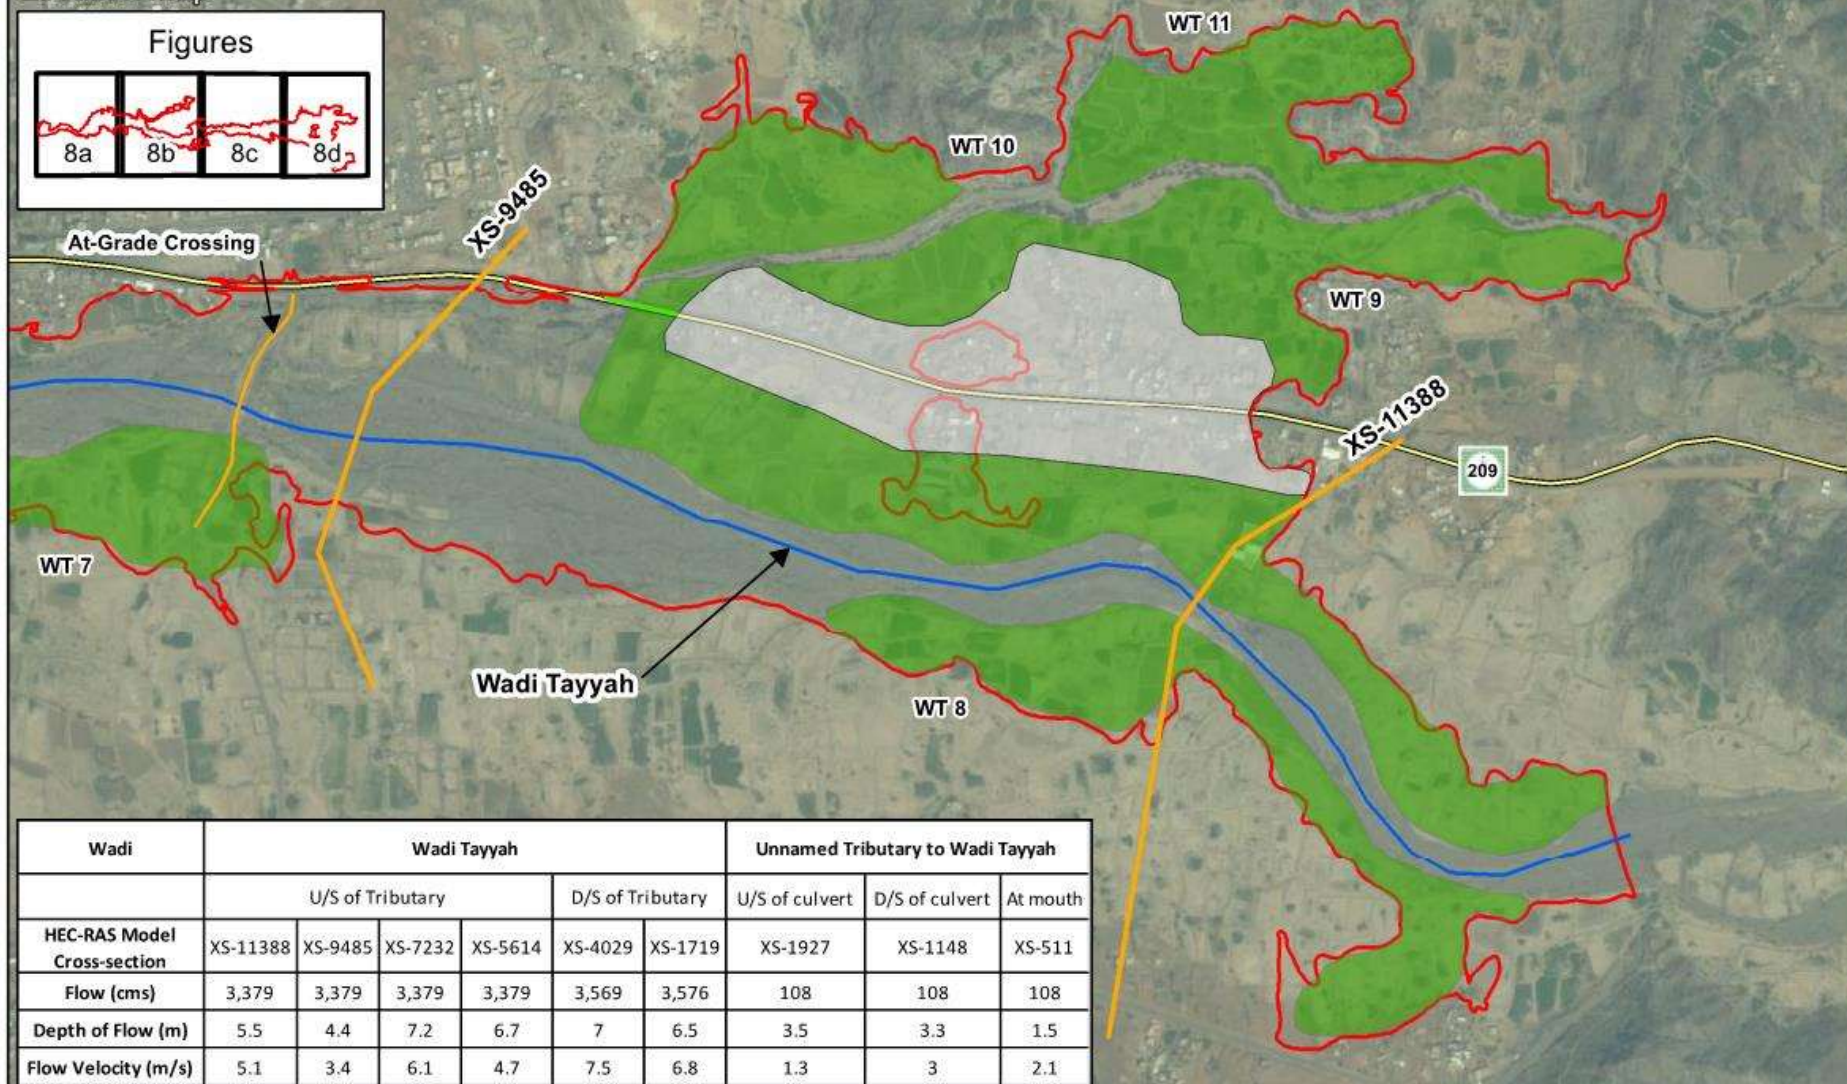 Figures
8a 8b 8c 8d
WT 11
WT 10
XS-9485
At-Grade Crossing
WT 9
XS-11388
209
WT 7
Wadi Tayyah
WT 8
Wadi Wadi Tayyah Unnamed Tributary to Wadi Tayyah
U/S of Tributary D/S of Tributary U/S of culvert D/S of culvert At mouth
HEC-RAS Model
Cross-section XS-11388 XS-9485 XS-7232 XS-5614 XS-4029 XS-1719 XS-1927 XS-1148 XS-511
Flow (cms) 3,379 3,379 3,379 3,379 3,569 3,576 108 108 108
Depth of Flow (m) 5.5 4.4 7.2 6.7 7 6.5 3.5 3.3 1.5
Flow Velocity (m/s) 5.1 3.4 6.1 4.7 7.5 6.8 1.3 3 2.1